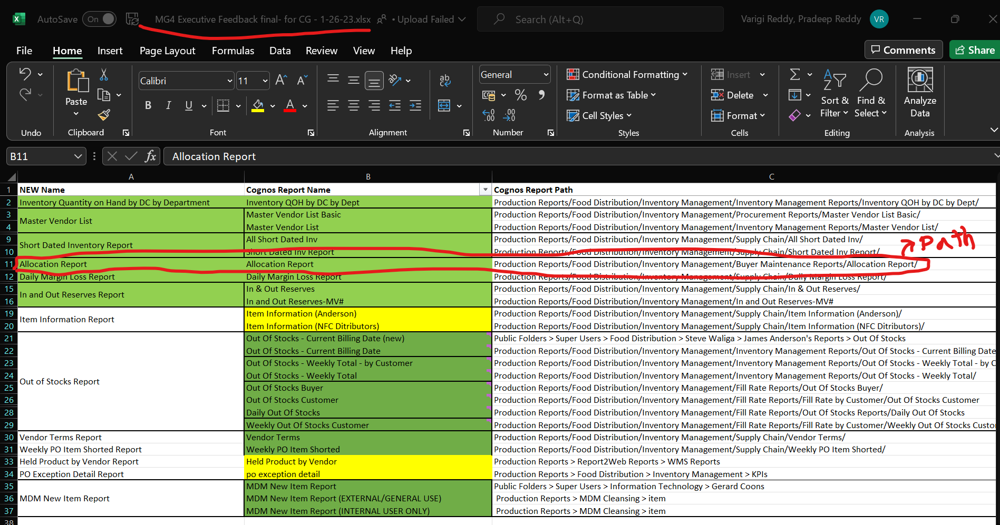 AutoSave On MG4 Executive Feedback final- for CG - 1-26-23.xlsx • Upload Failed Search (Alt+Q) Varigi Reddy, Pradeep Reddy VR
File Home Insert Page Layout Formulas Data Review View Help Comments Share
Calibri 11 General Conditional Formatting Insert
Paste Format as Table Delete Sort & Filter Find & Select Analyze Data
Cell Styles Format
Undo Clipboard Font Alignment Number Styles Cells Editing Analysis
B11 fx Allocation Report
A B C
1 NEW Name Cognos Report Name Cognos Report Path
2 Inventory Quantity on Hand by DC by Department Inventory QOH by DC by Dept Production Reports/Food Distribution/Inventory Management/Inventory Management Reports/Inventory QOH by DC by Dept/
3 Master Vendor List Master Vendor List Basic Production Reports/Food Distribution/Inventory Management/Procurement Reports/Master Vendor List Basic/
4 Master Vendor List Production Reports/Food Distribution/Inventory Management/Inventory Management Reports/Master Vendor List/
9 Short Dated Inventory Report All Short Dated Inv Production Reports/Food Distribution/Inventory Management/Supply Chain/All Short Dated Inv/
Path
10 Short Dated Inv Report Production Reports/Food Distribution/Inventory Management/Supply Chain/Short Dated Inv Report/
11 Allocation Report Allocation Report Production Reports/Food Distribution/Inventory Management/Buyer Maintenance Reports/Allocation Report/
12 Daily Margin Loss Report Daily Margin Loss Report Production Reports/Food Distribution/Inventory Management/Supply Chain/Daily Margin Loss Report/
15 In and Out Reserves Report In & Out Reserves Production Reports/Food Distribution/Inventory Management/Supply Chain/In & Out Reserves/
16 In and Out Reserves-MV# Production Reports/Food Distribution/Inventory Management/In and Out Reserves-MV#
19 Item Information Report Item Information (Anderson) Production Reports/Food Distribution/Inventory Management/Supply Chain/Item Information (Anderson)/
20 Item Information (NFC Ditributors) Production Reports/Food Distribution/Inventory Management/Supply Chain/Item Information (NFC Ditributors)/
21 Out Of Stocks - Current Billing Date (new) Public Folders > Super Users > Food Distribution > Steve Waliga > James Anderson's Reports > Out Of Stocks
22 Out Of Stocks - Current Billing Date Production Reports/Food Distribution/Inventory Management/Inventory Management Reports/Out Of Stocks - Current Billing Date
23 Out Of Stocks - Weekly Total - by Customer Production Reports/Food Distribution/Inventory Management/Inventory Management Reports/Out Of Stocks - Weekly Total - by C
24 Out of Stocks Report Out Of Stocks - Weekly Total Production Reports/Food Distribution/Inventory Management/Inventory Management Reports/Out Of Stocks - Weekly Total/
25 Out Of Stocks Buyer Production Reports/Food Distribution/Inventory Management/Fill Rate Reports/Out Of Stocks Buyer/
26 Out Of Stocks Customer Production Reports/Food Distribution/Inventory Management/Fill Rate Reports/Fill Rate by Customer/Out Of Stocks Customer
28 Daily Out Of Stocks Production Reports/Food Distribution/Inventory Management/Fill Rate Reports/Out Of Stocks Reports/Daily Out Of Stocks
29 Weekly Out Of Stocks Customer Production Reports/Food Distribution/Inventory Management/Fill Rate Reports/Fill Rate by Customer/Weekly Out Of Stocks Custo
30 Vendor Terms Report Vendor Terms Production Reports/Food Distribution/Inventory Management/Supply Chain/Vendor Terms/
31 Weekly PO Item Shorted Report Weekly PO Item Shorted Production Reports/Food Distribution/Inventory Management/Supply Chain/Weekly PO Item Shorted/
33 Held Product by Vendor Report Held Product by Vendor Production Reports > Report2Web Reports > WMS Reports
34 PO Exception Detail Report po exception detail Production Reports > Food Distribution > Inventory Management > KPIs
35 MDM New Item Report Public Folders > Super Users > Information Technology > Gerard Coons
36 MDM New Item Report MDM New Item Report (EXTERNAL/GENERAL USE) Production Reports > MDM Cleansing > item
37 MDM New Item Report (INTERNAL USER ONLY) Production Reports > MDM Cleansing > item
38